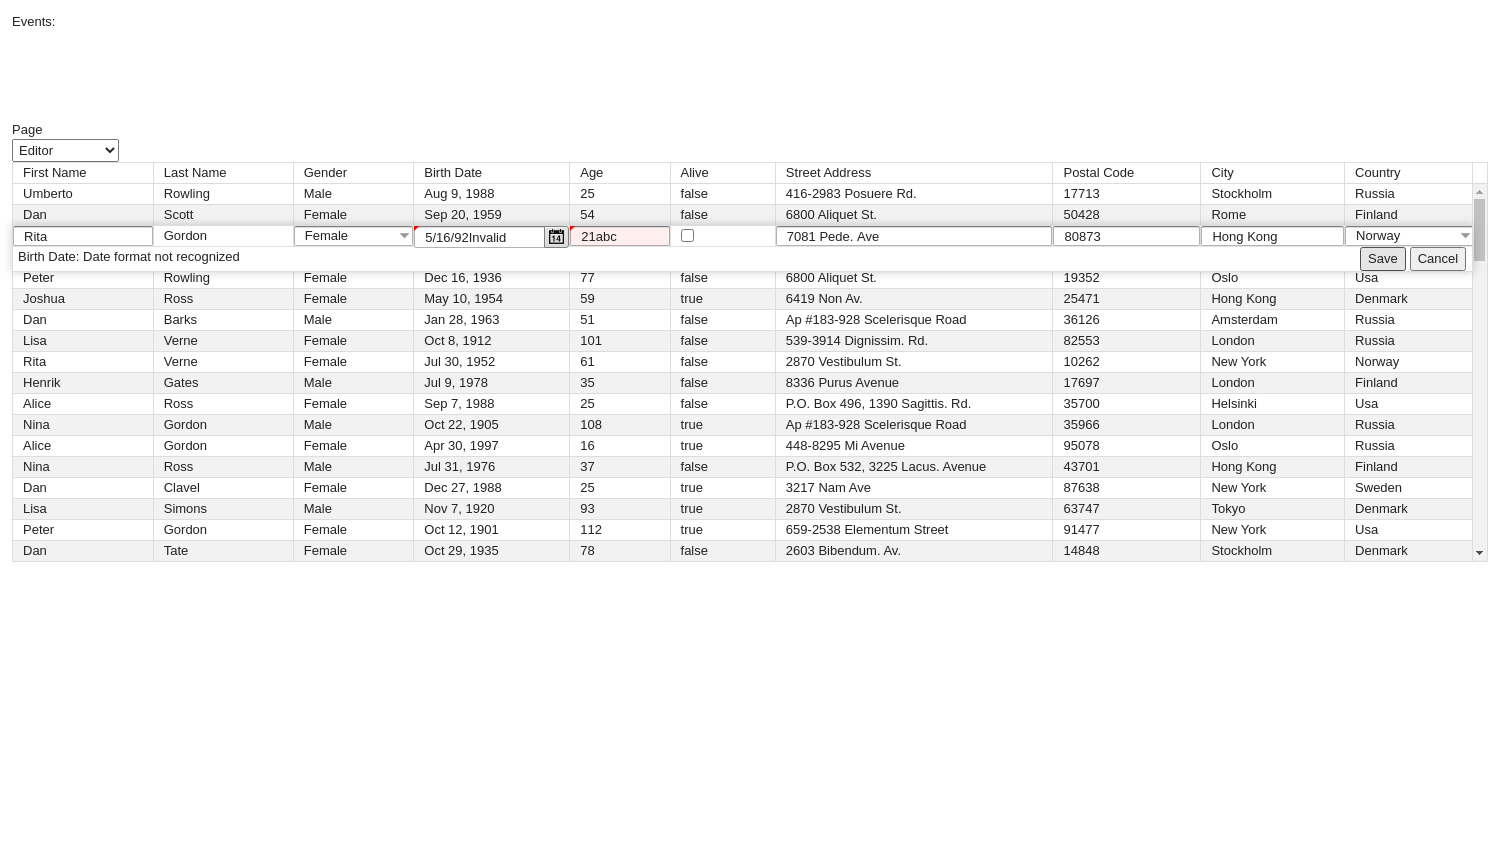 Events:
Page
Editor
First Name Last Name Gender Birth Date Age Alive Street Address Postal Code City Country
Umberto Rowling Male Aug 9, 1988 25 false 416-2983 Posuere Rd. 17713 Stockholm Russia
Dan Scott Female Sep 20, 1959 54 false 6800 Aliquet St. 50428 Rome Finland
Rita Gordon Female 5/16/92Invalid 14 21abc 7081 Pede. Ave 80873 Hong Kong Norway
Birth Date: Date format not recognized Save Cancel
Peter Rowling Female Dec 16, 1936 77 false 6800 Aliquet St. 19352 Oslo Usa
Joshua Ross Female May 10, 1954 59 true 6419 Non Av. 25471 Hong Kong Denmark
Dan Barks Male Jan 28, 1963 51 false Ap #183-928 Scelerisque Road 36126 Amsterdam Russia
Lisa Verne Female Oct 8, 1912 101 false 539-3914 Dignissim. Rd. 82553 London Russia
Rita Verne Female Jul 30, 1952 61 false 2870 Vestibulum St. 10262 New York Norway
Henrik Gates Male Jul 9, 1978 35 false 8336 Purus Avenue 17697 London Finland
Alice Ross Female Sep 7, 1988 25 false P.O. Box 496, 1390 Sagittis. Rd. 35700 Helsinki Usa
Nina Gordon Male Oct 22, 1905 108 true Ap #183-928 Scelerisque Road 35966 London Russia
Alice Gordon Female Apr 30, 1997 16 true 448-8295 Mi Avenue 95078 Oslo Russia
Nina Ross Male Jul 31, 1976 37 false P.O. Box 532, 3225 Lacus. Avenue 43701 Hong Kong Finland
Dan Clavel Female Dec 27, 1988 25 true 3217 Nam Ave 87638 New York Sweden
Lisa Simons Male Nov 7, 1920 93 true 2870 Vestibulum St. 63747 Tokyo Denmark
Peter Gordon Female Oct 12, 1901 112 true 659-2538 Elementum Street 91477 New York Usa
Dan Tate Female Oct 29, 1935 78 false 2603 Bibendum. Av. 14848 Stockholm Denmark